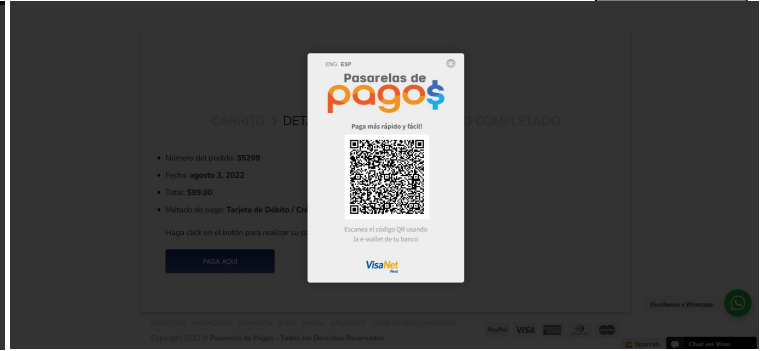 ENG ESP
Pasarelas de
pago$
Paga más rápido y fácil!
CARRITO > DET
O COMPLETADO
Número del pedido: 35299
Fecha: agosto 3, 2022
Total: $99.00
Método de pago: Tarjeta de Débito / Cré
Haga click en el botón para realizar su pa
PAGA AQUÍ
Escanea el código QR usando
la e-wallet de tu banco
VisaNet
Perú
Escríbenos a Whatsapp
PayPal VISA
Copyright 2022 © Pasarelas de Pagos - Todos los Derechos Reservados.
Spanish
Chat en Vivo